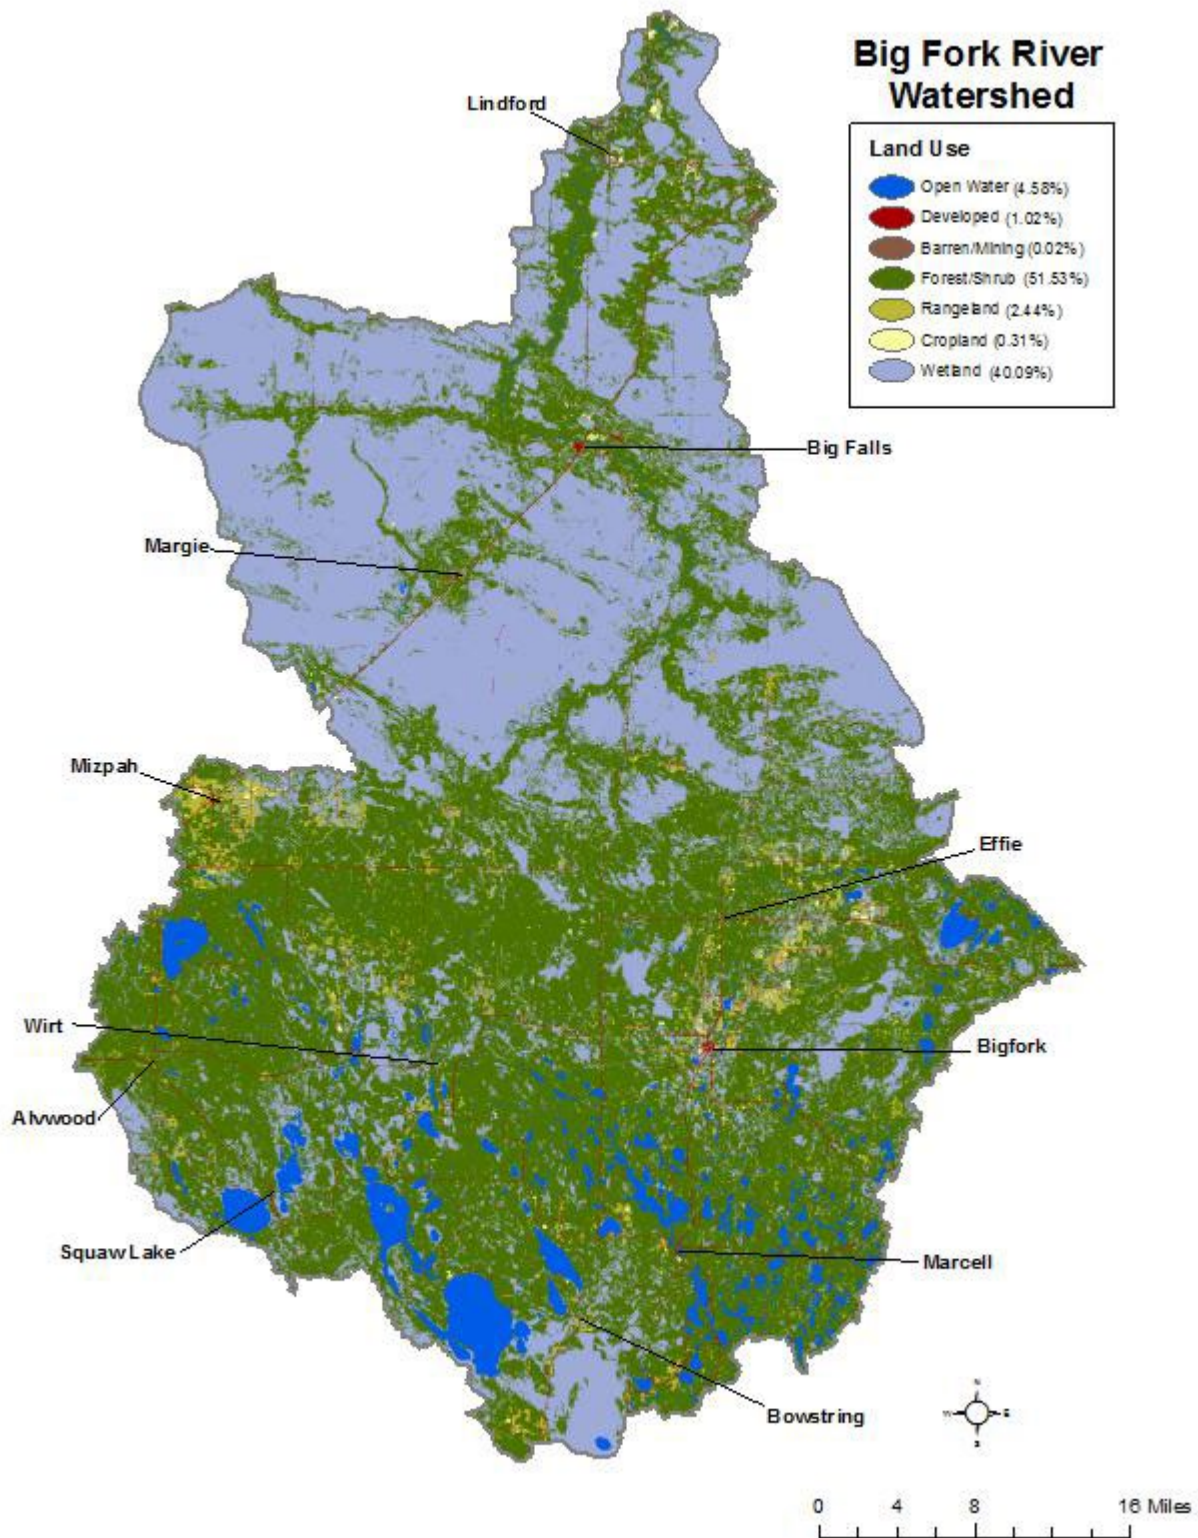 Big Fork River
Watershed
Land Use
Open Water (4.58%)
Developed (1.02%)
Barren/Mining (0.02%)
Forest/Shrub (51.53%)
Rangeland (2.44%)
Cropland (0.31%)
Wetland (40.09%)
Lindford
Big Falls
Margie
Mizpah
Effie
Wirt
Bigfork
Alvwood
Squaw Lake
Marcell
Bowstring
N
W E
S
0 4 8 16 Miles